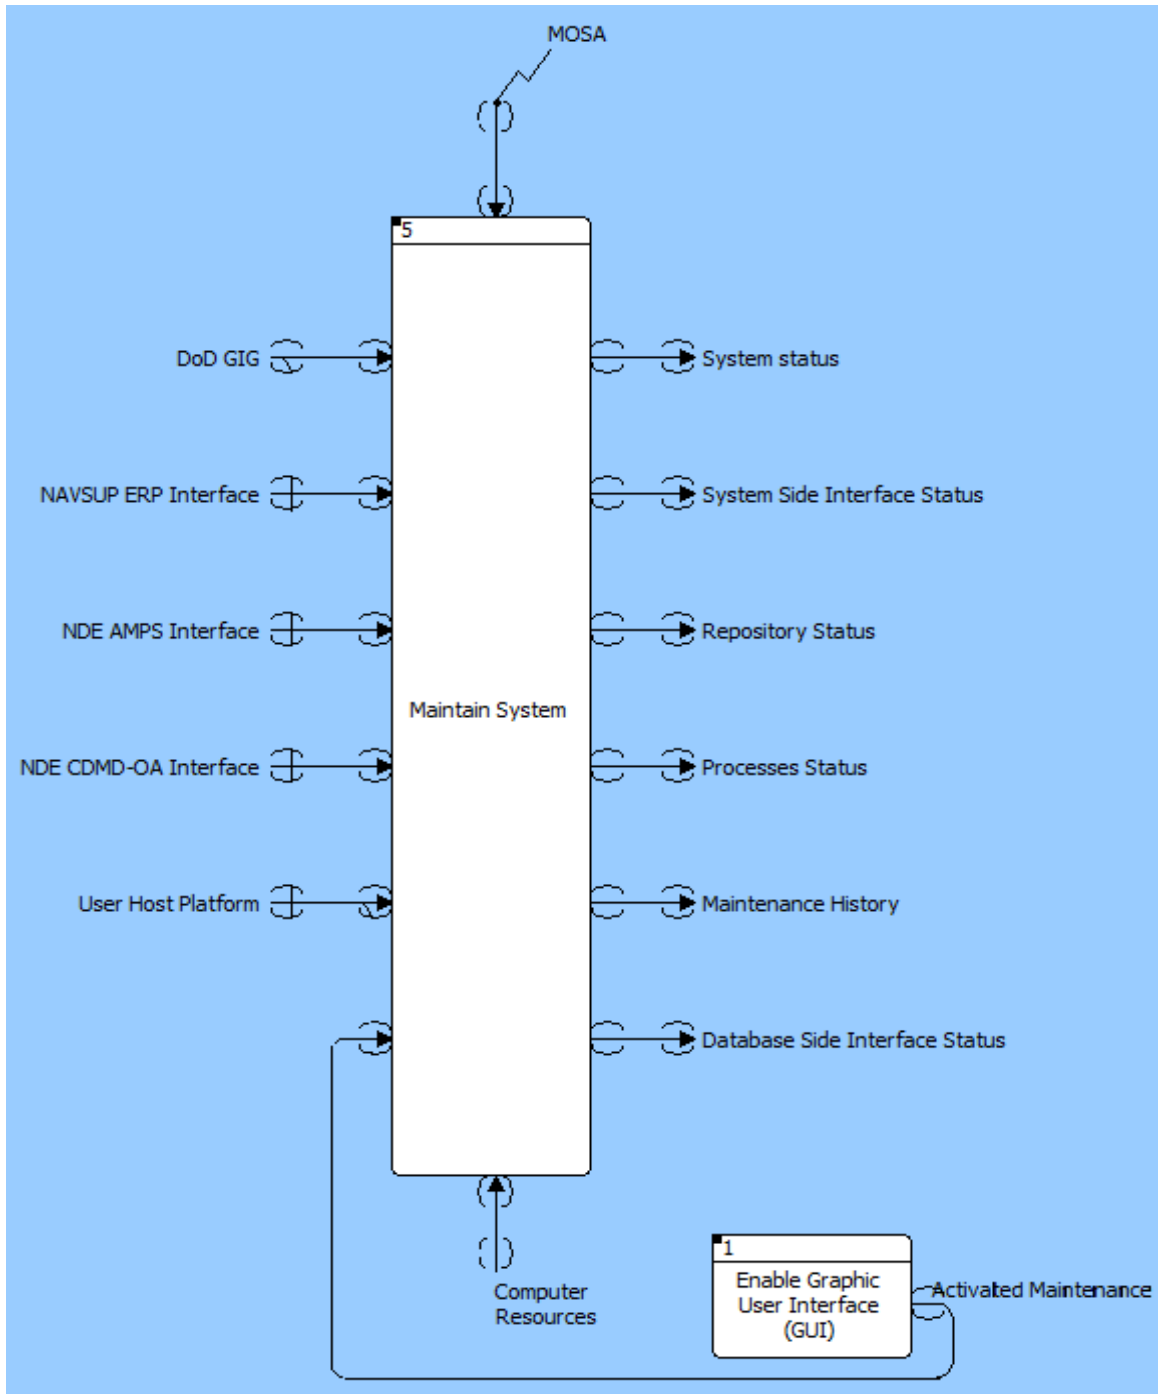 MOSA
5
DoD GIG
System status
NAVSUP ERP Interface
System Side Interface Status
NDE AMPS Interface
Repository Status
Maintain System
NDE CDMD-OA Interface
Processes Status
User Host Platform
Maintenance History
Database Side Interface Status
1
Enable Graphic
User Interface
(GUI)
Activated Maintenance
Computer
Resources